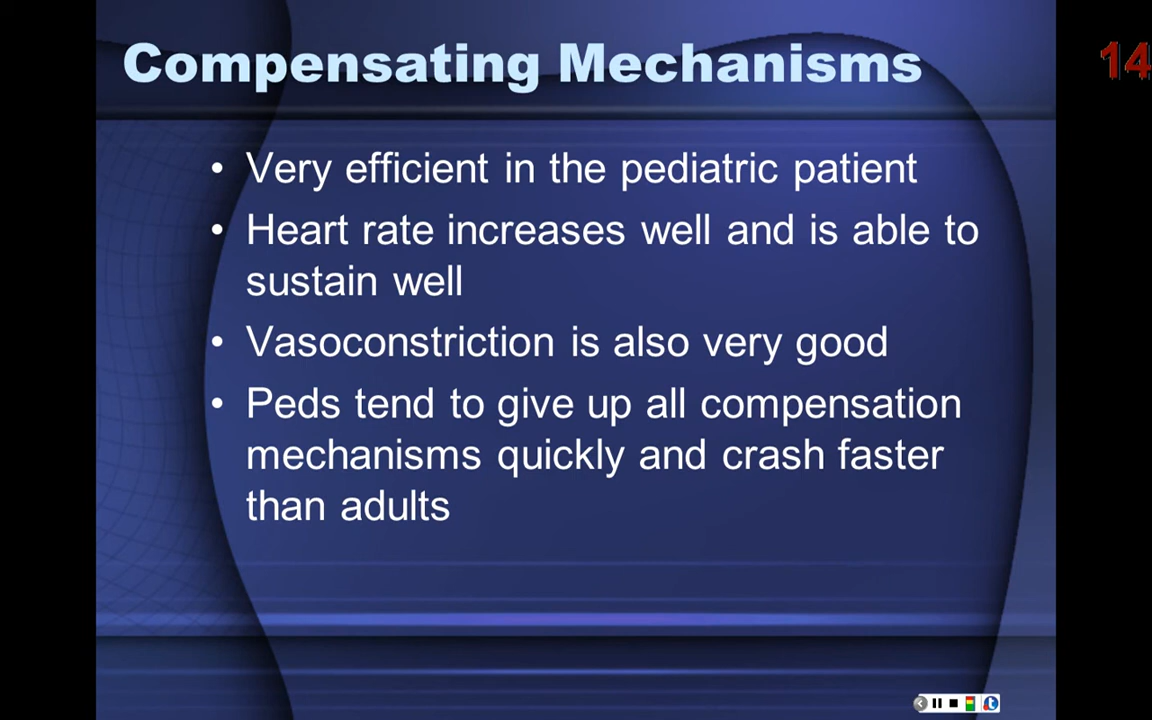 Compensating Mechanisms
14
• Very efficient in the pediatric patient
• Heart rate increases well and is able to
sustain well
• Vasoconstriction is also very good
• Peds tend to give up all compensation
mechanisms quickly and crash faster
than adults